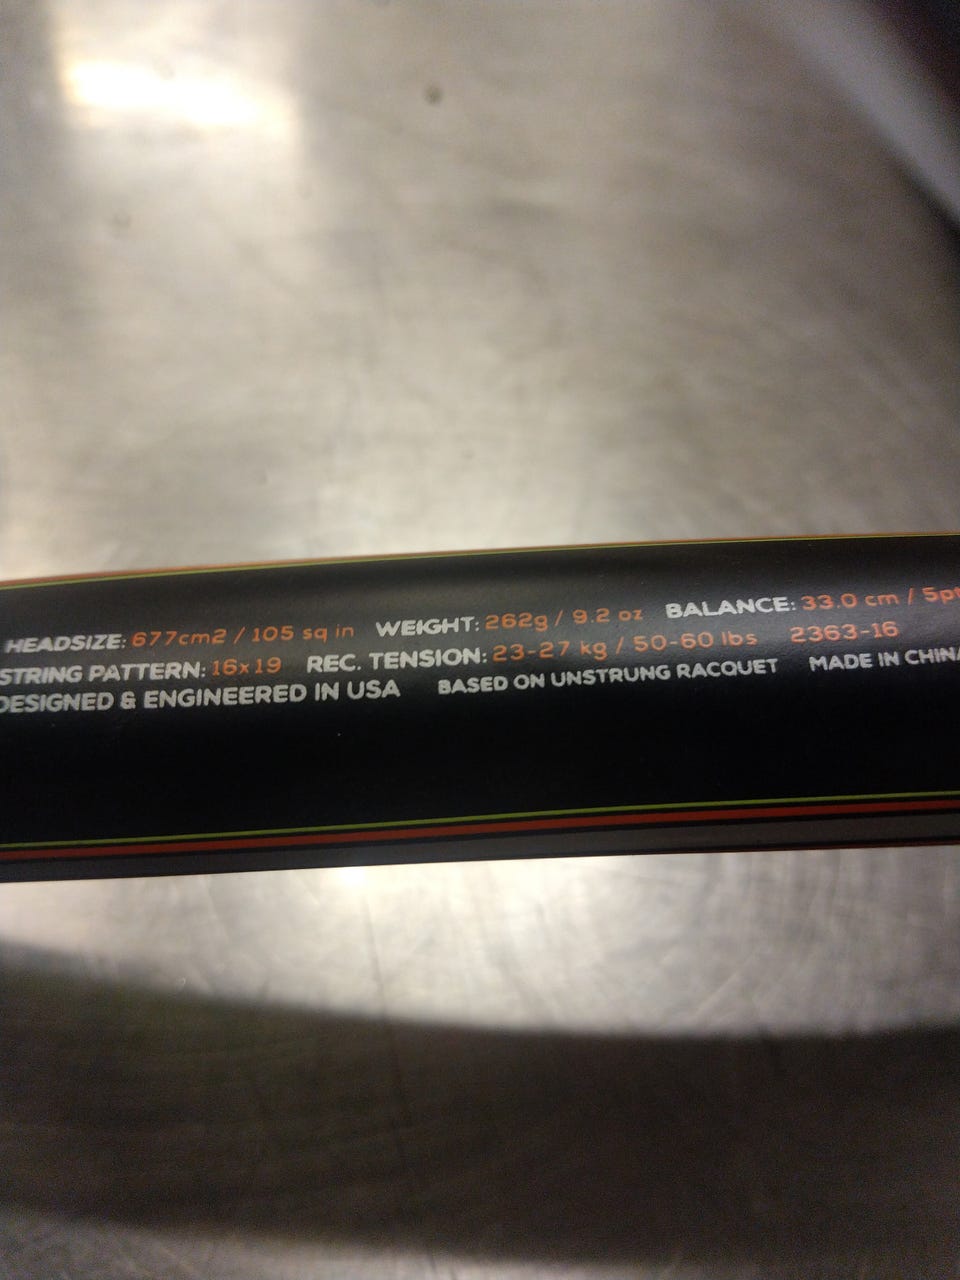 HEADSIZE: 677cm2 / 105 sq in WEIGHT: 262g / 9.2 oz BALANCE: 33.0 cm / 5pt
STRING PATTERN: 16x19 REC. TENSION: 23-27 kg / 50-60 lbs 2363-16
DESIGNED & ENGINEERED IN USA BASED ON UNSTRUNG RACQUET MADE IN CHINA